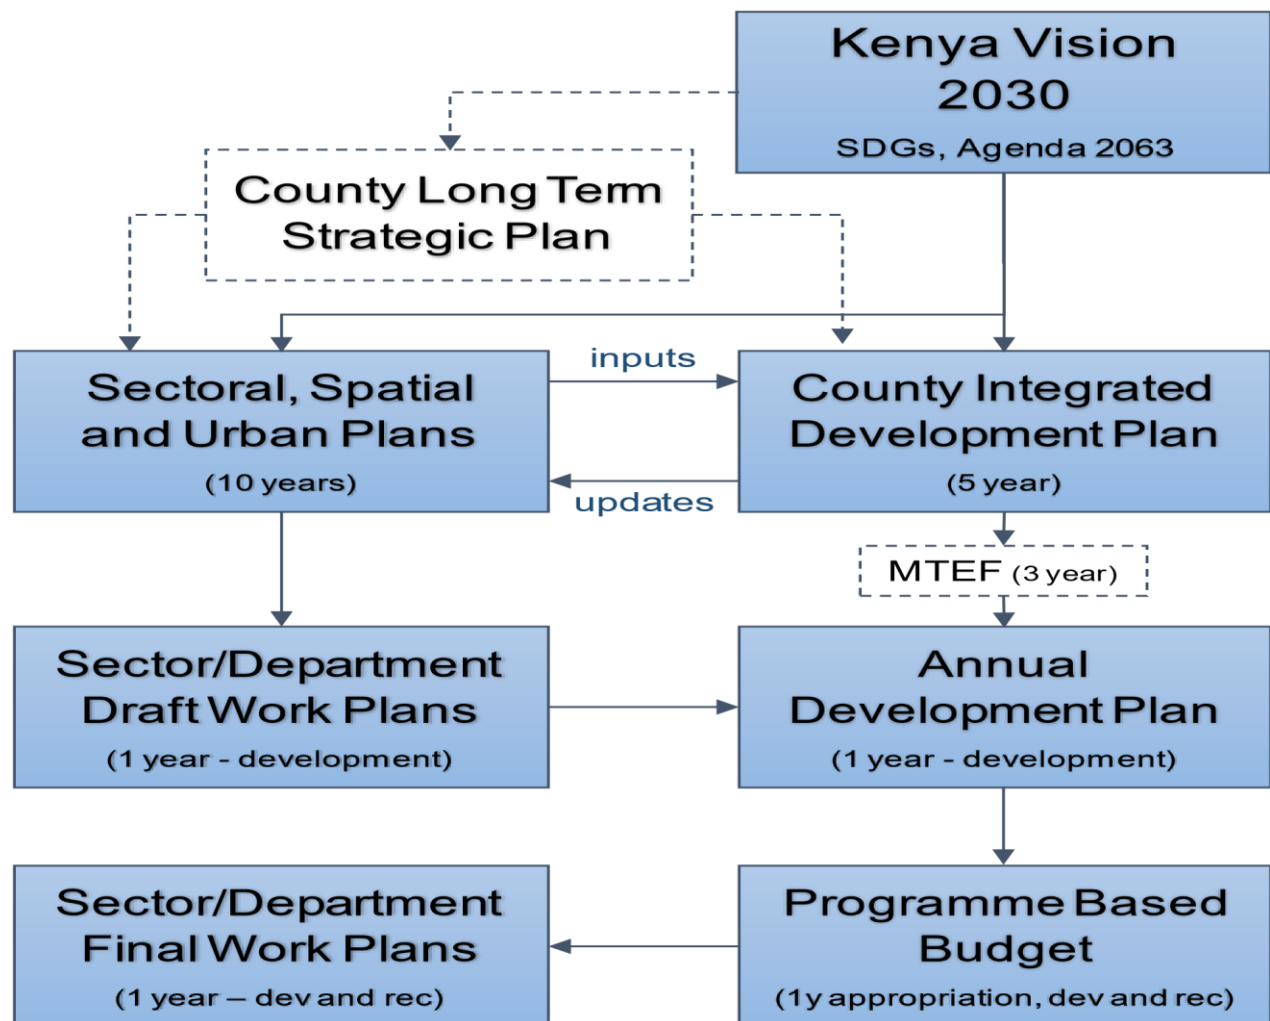 Kenya Vision
2030
SDGs, Agenda 2063
County Long Term
Strategic Plan
Sectoral, Spatial
and Urban Plans
(10 years)
inputs
updates
County Integrated
Development Plan
(5 year)
MTEF (3 year)
Sector/Department
Draft Work Plans
(1 year - development)
Annual
Development Plan
(1 year - development)
Sector/Department
Final Work Plans
(1 year – dev and rec)
Programme Based
Budget
(1y appropriation, dev and rec)